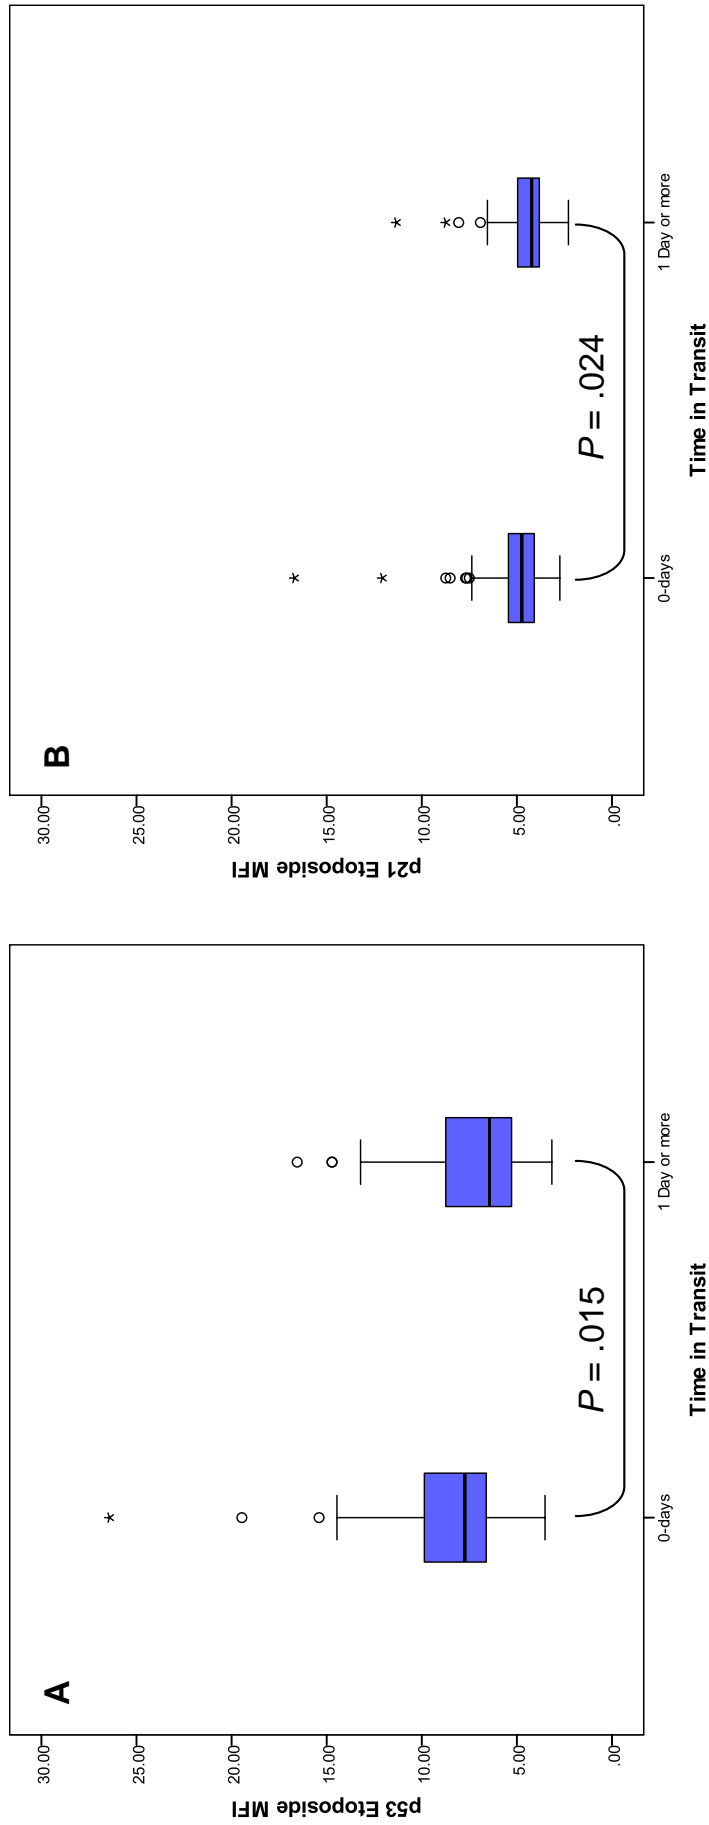 A
p53 Etoposide MFI
30.00
25.00
20.00
15.00
10.00
5.00
.00
P = .015
0-days
1 Day or more
Time in Transit
B
p21 Etoposide MFI
30.00
25.00
20.00
15.00
10.00
5.00
.00
P = .024
0-days
1 Day or more
Time in Transit